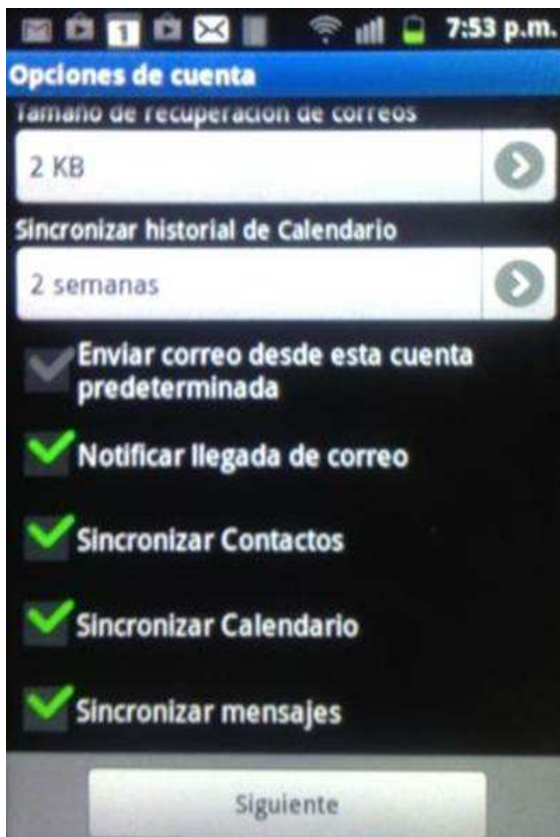 1
7:53 p.m.
Opciones de cuenta
Tamaño de recuperación de correos
2 KB
Sincronizar historial de Calendario
2 semanas
Enviar correo desde esta cuenta
predeterminada
Notificar llegada de correo
Sincronizar Contactos
Sincronizar Calendario
Sincronizar mensajes
Siguiente